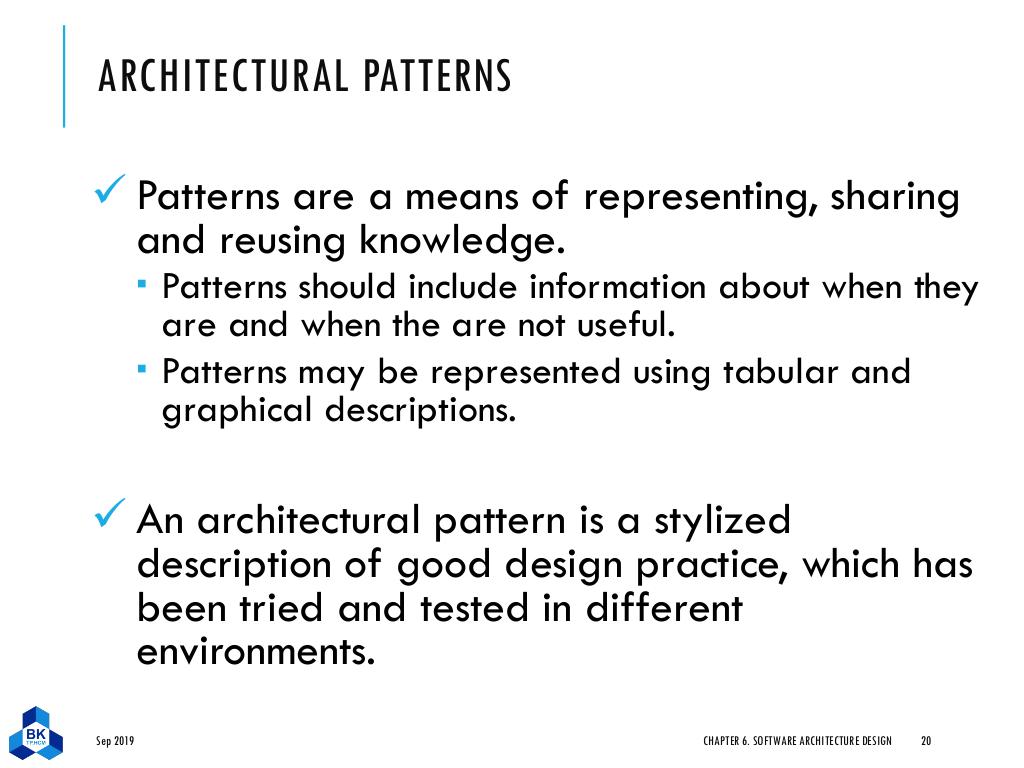 ARCHITECTURAL PATTERNS
✓ Patterns are a means of representing, sharing
and reusing knowledge.
▪ Patterns should include information about when they
are and when the are not useful.
▪ Patterns may be represented using tabular and
graphical descriptions.
✓ An architectural pattern is a stylized
description of good design practice, which has
been tried and tested in different
environments.
BK
TP.HCM
Sep 2019
CHAPTER 6. SOFTWARE ARCHITECTURE DESIGN
20